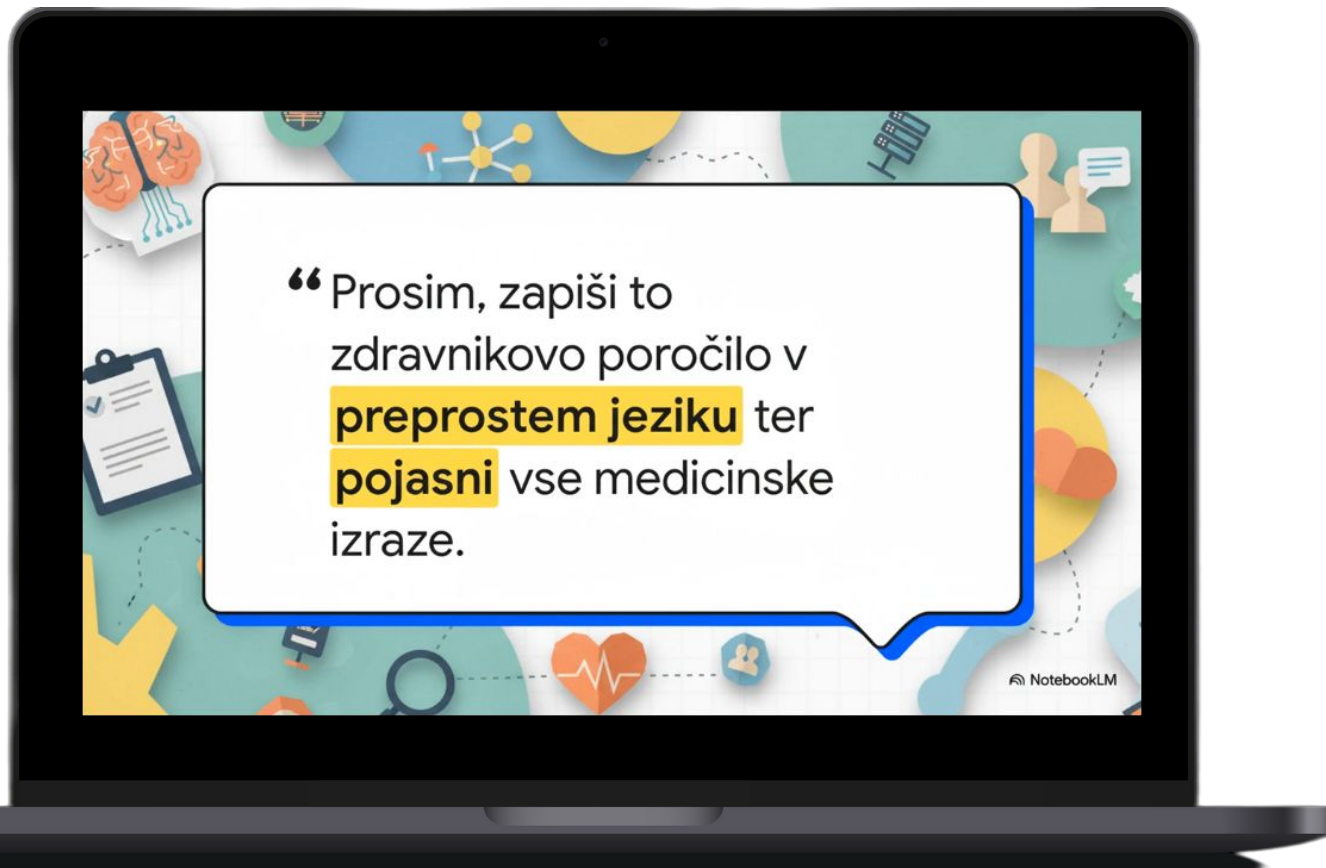 “Prosim, zapiši to
zdravnikovo poročilo v
preprostem jeziku ter
pojasni vse medicinske
izraze.
NotebookLM